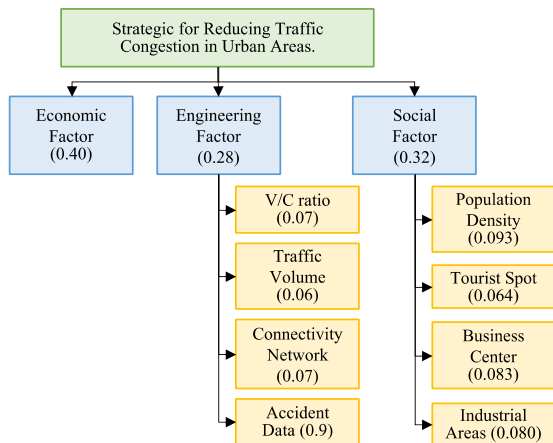 Strategic for Reducing Traffic
Congestion in Urban Areas.
Economic
Factor
(0.40)
Engineering
Factor
(0.28)
Social
Factor
(0.32)
V/C ratio
(0.07)
Traffic
Volume
(0.06)
Connectivity
Network
(0.07)
Accident
Data (0.9)
Population
Density
(0.093)
Tourist Spot
(0.064)
Business
Center
(0.083)
Industrial
Areas (0.080)